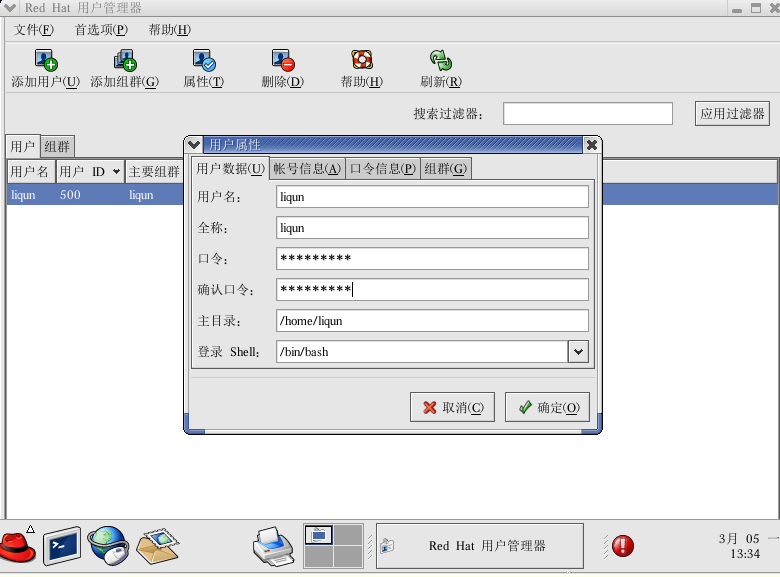 Red Hat 用户管理器
文件(F) 首选项(P) 帮助(H)
添加用户(U) 添加组群(G) 属性(T) 删除(D) 帮助(H) 刷新(R)
搜索过滤器： 应用过滤器
用户 组群
用户名 用户 ID 主要组群
liqun 500 liqun
用户属性
用户数据(U) 帐号信息(A) 口令信息(P) 组群(G)
用户名： liqun
全称： liqun
口令： *********
确认口令： *********
主目录： /home/liqun
登录 Shell： /bin/bash
取消(C) 确定(O)
Red Hat 用户管理器
3月 05 一
13:34